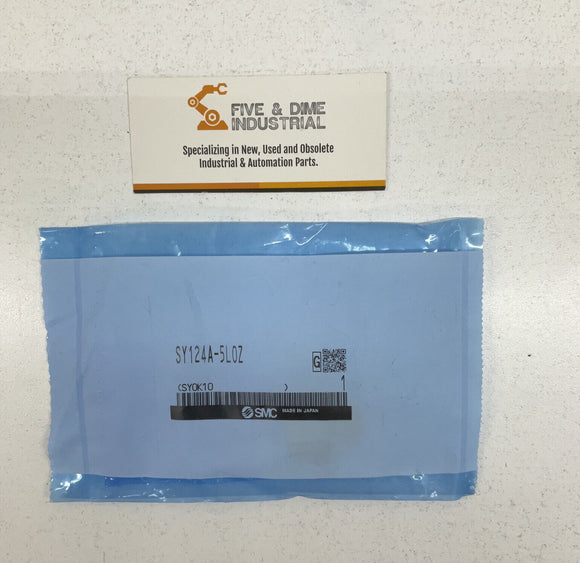 FIVE & DIME
INDUSTRIAL
Specializing in New, Used and Obsolete
Industrial & Automation Parts.
SY124A-5LOZ
G
(SY0K10 ) 1
SMC MADE IN JAPAN